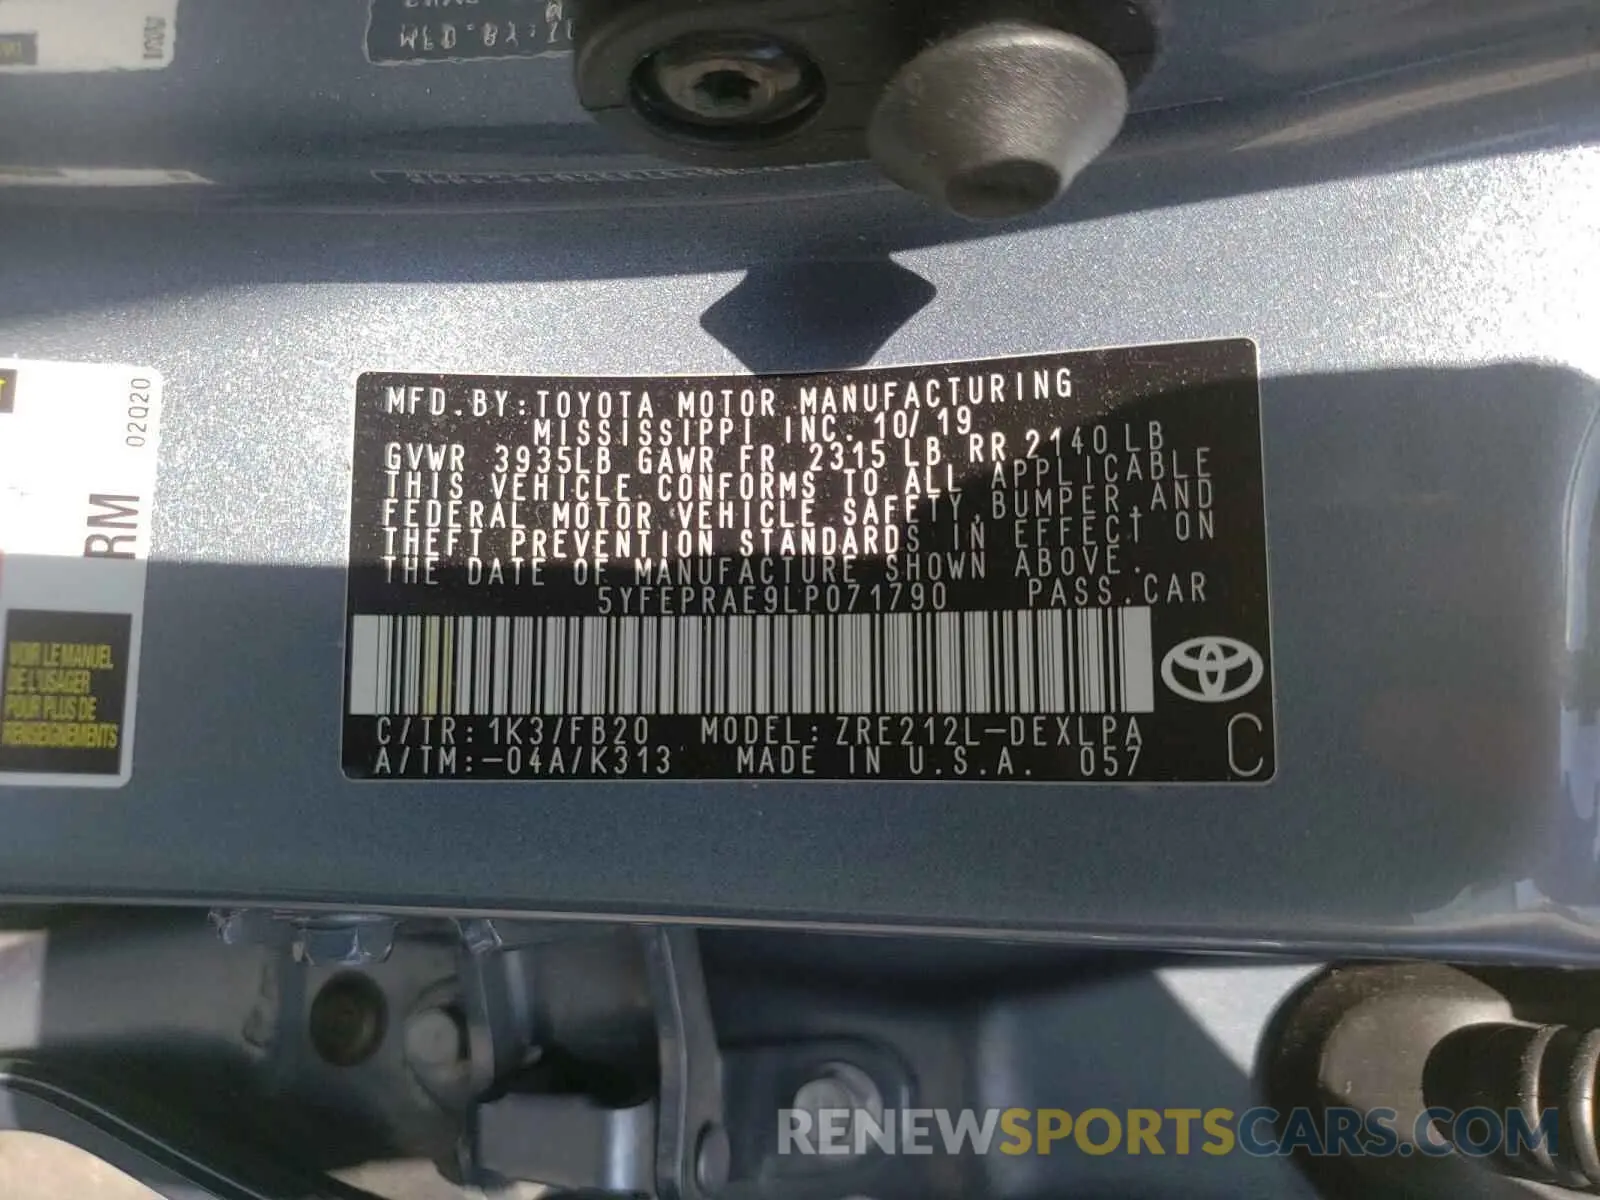 02Q20
RM
VOIR LE MANUEL
DE L'USAGER
POUR PLUS DE
RENSEIGNEMENTS
MFD.BY:TOYOTA MOTOR MANUFACTURING
MISSISSIPPI INC. 10/19
GVWR 3935LB GAWR FR 2315 LB RR 2140LB
THIS VEHICLE CONFORMS TO ALL APPLICABLE
FEDERAL MOTOR VEHICLE SAFETY,BUMPER,AND
THEFT PREVENTION STANDARDS IN EFFECT ON
THE DATE OF MANUFACTURE SHOWN ABOVE.
5YFEPRAE9LP071790 PASS.CAR
C/TR:1K3/FB20 MODEL:ZRE212L-DEXLPA
A/TM:-04A/K313 MADE IN U.S.A. 057 C
RENEWSPORTSCARS.COM